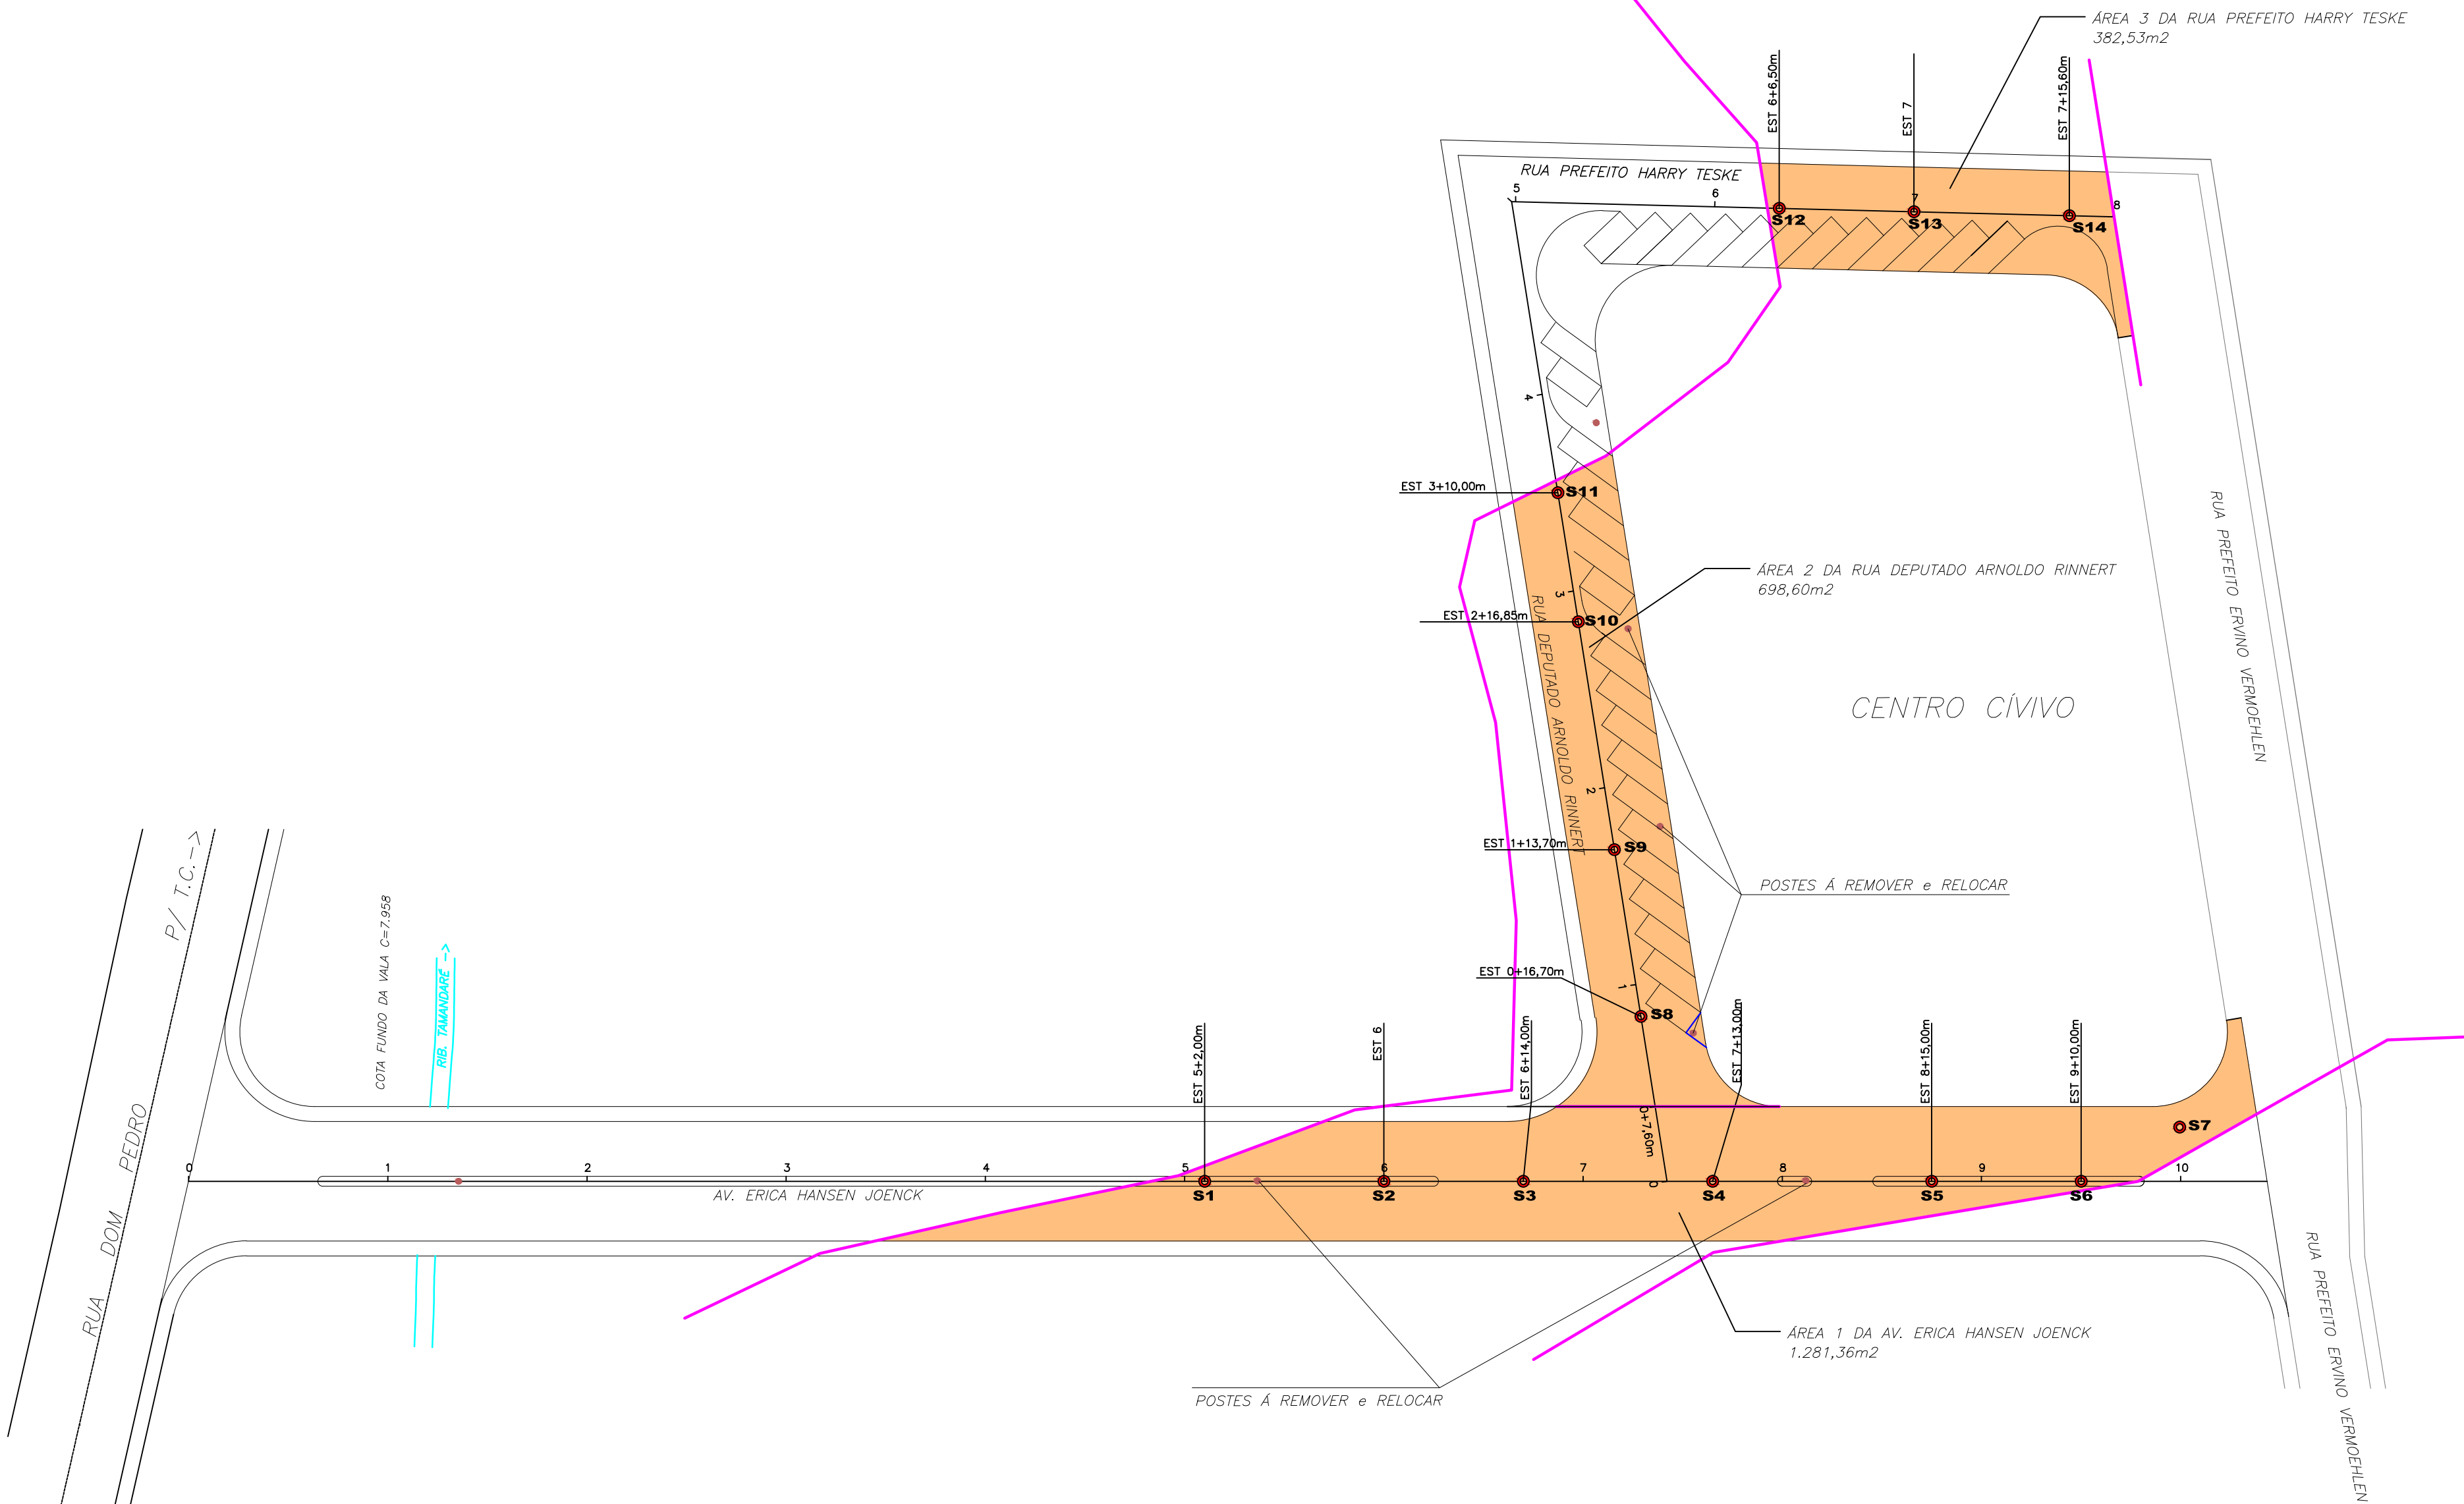 ÁREA 3 DA RUA PREFEITO HARRY TESKE
382,53m2
EST 6+6,50m
EST 7
EST 7+15,60m
RUA PREFEITO HARRY TESKE
5
6
7
8
S12
S13
S14
4
EST 3+10,00m
S11
RUA PREFEITO ERVINO VERMOEHLEN
ÁREA 2 DA RUA DEPUTADO ARNOLDO RINNERT
698,60m2
3
EST 2+16,85m
S10
RUA DEPUTADO ARNOLDO RINNERT
CENTRO CÍVIVO
2
EST 1+13,70m
S9
POSTES Á REMOVER e RELOCAR
P/ T.C.->
COTA FUNDO DA VALA C=7.958
RIB. TAMANDARÉ ->
EST 0+16,70m
1
S8
EST 5+2,00m
EST 6
EST 6+14,00m
EST 7+13,00m
EST 8+15,00m
EST 9+10,00m
0+7,60m
S7
RUA DOM PEDRO
0
1
2
3
4
5
6
7
0
8
9
10
AV. ERICA HANSEN JOENCK
S1
S2
S3
S4
S5
S6
RUA PREFEITO ERVINO VERMOEHLEN
ÁREA 1 DA AV. ERICA HANSEN JOENCK
1.281,36m2
POSTES Á REMOVER e RELOCAR